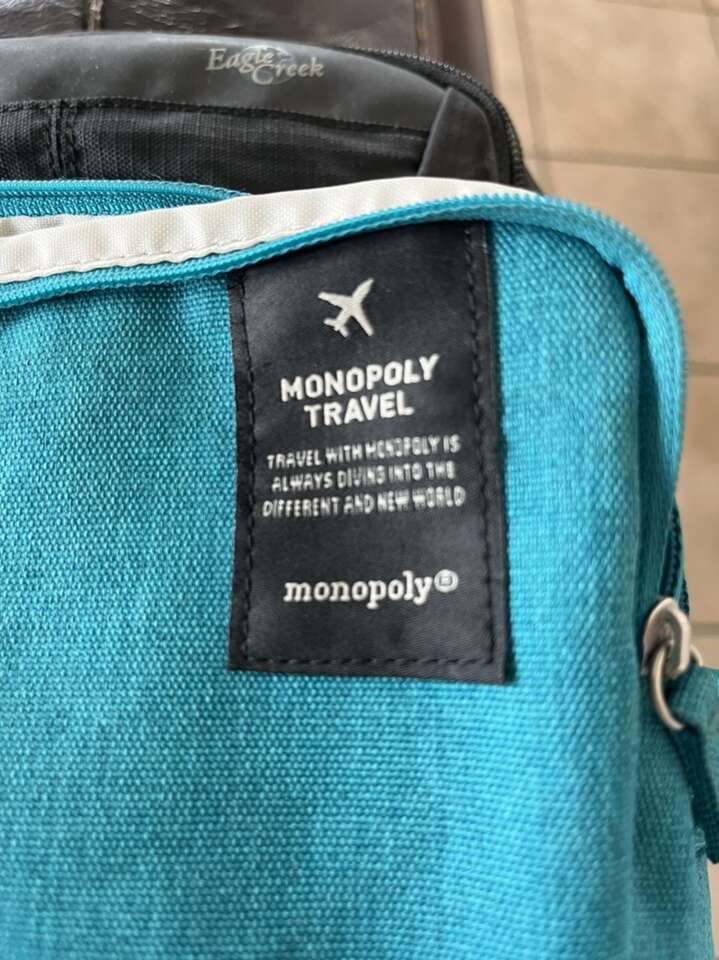 Eagle Creek
MONOPOLY
TRAVEL
TRAVEL WITH MONOPOLY IS
ALWAYS DIVING INTO THE
DIFFERENT AND NEW WORLD
monopoly